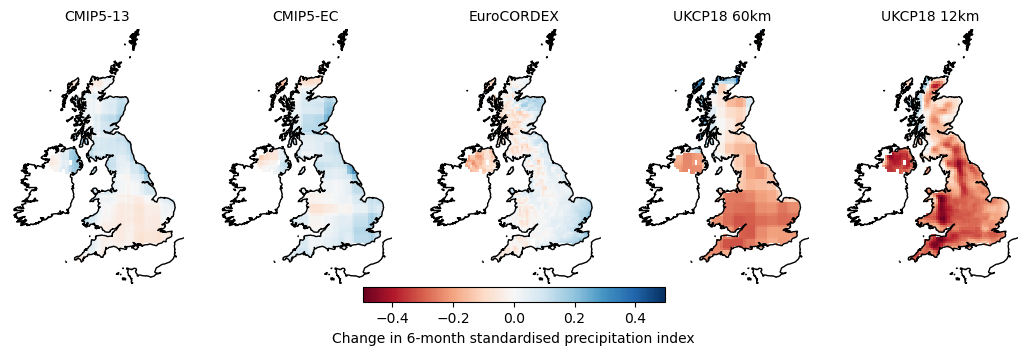 CMIP5-13
CMIP5-EC
EuroCORDEX
UKCP18 60km
UKCP18 12km
−0.4
−0.2
0.0
0.2
0.4
Change in 6-month standardised precipitation index